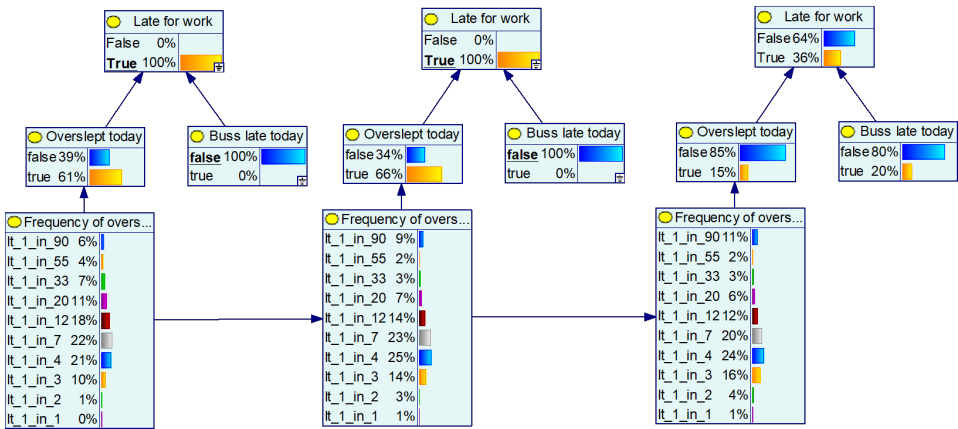 Late for work
False 0%
True 100%
Overslept today
false 39%
true 61%
Buss late today
false 100%
true 0%
Frequency of overs...
lt_1_in_90 6%
lt_1_in_55 4%
lt_1_in_33 7%
lt_1_in_20 11%
lt_1_in_12 18%
lt_1_in_7 22%
lt_1_in_4 21%
lt_1_in_3 10%
lt_1_in_2 1%
lt_1_in_1 0%
Late for work
False 0%
True 100%
Overslept today
false 34%
true 66%
Buss late today
false 100%
true 0%
Frequency of overs...
lt_1_in_90 9%
lt_1_in_55 2%
lt_1_in_33 3%
lt_1_in_20 7%
lt_1_in_12 14%
lt_1_in_7 23%
lt_1_in_4 25%
lt_1_in_3 14%
lt_1_in_2 3%
lt_1_in_1 1%
Late for work
False 64%
True 36%
Overslept today
false 85%
true 15%
Buss late today
false 80%
true 20%
Frequency of overs...
lt_1_in_90 11%
lt_1_in_55 2%
lt_1_in_33 3%
lt_1_in_20 6%
lt_1_in_12 12%
lt_1_in_7 20%
lt_1_in_4 24%
lt_1_in_3 16%
lt_1_in_2 4%
lt_1_in_1 1%